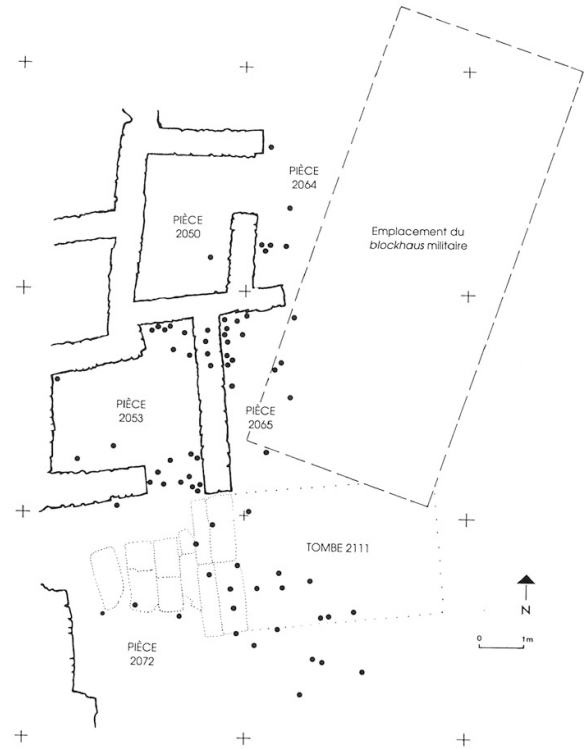 PIÈCE
2064
PIÈCE
2050
Emplacement du
blockhaus militaire
PIÈCE
2053
PIÈCE
2065
TOMBE 2111
N
0 1m
PIÈCE
2072